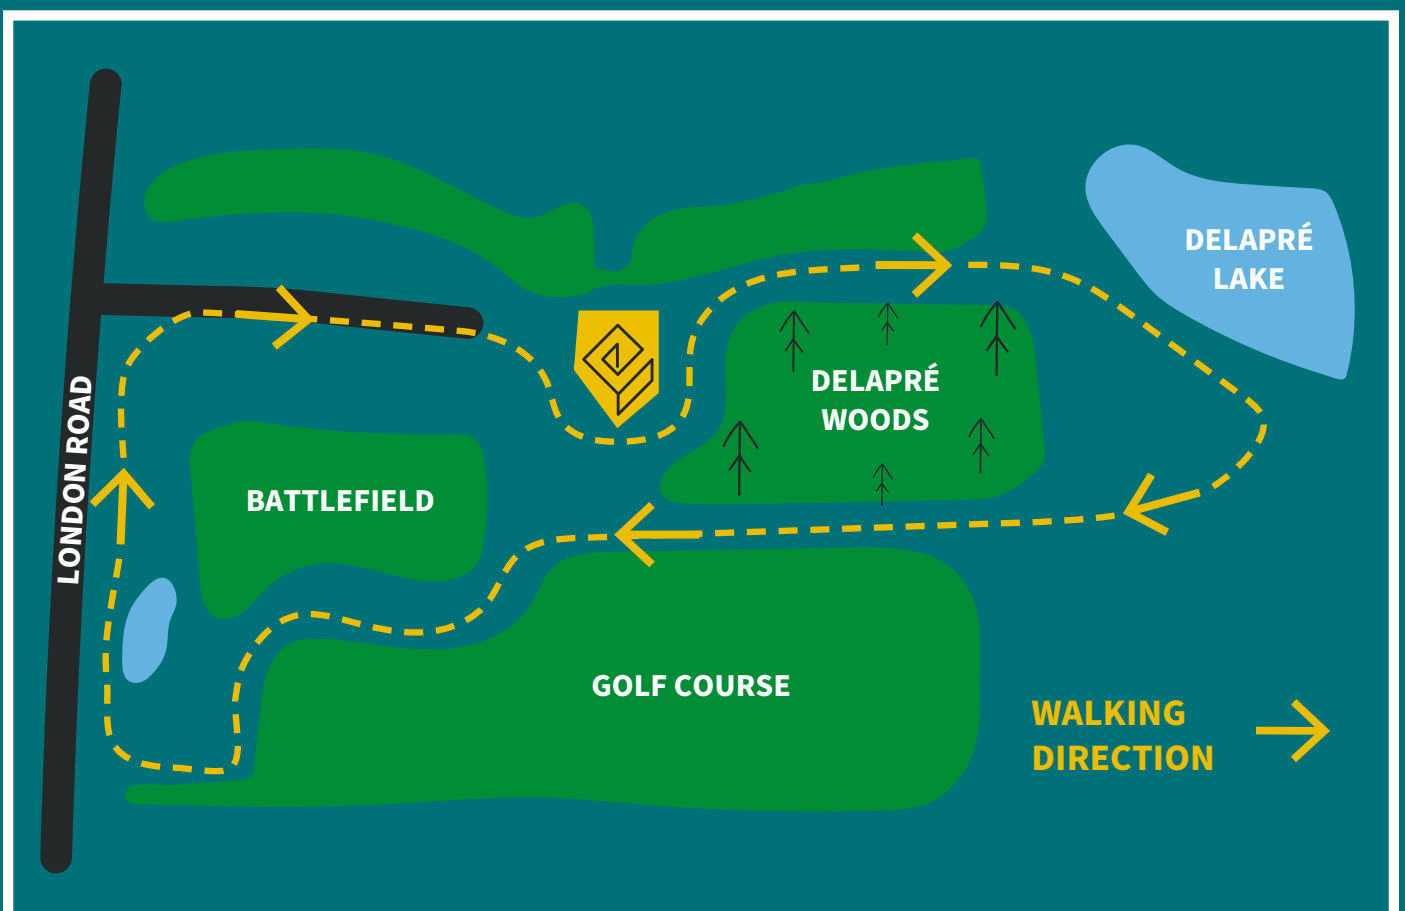 DELAPRÉ
LAKE
DELAPRÉ
WOODS
LONDON ROAD
BATTLEFIELD
GOLF COURSE
WALKING
DIRECTION